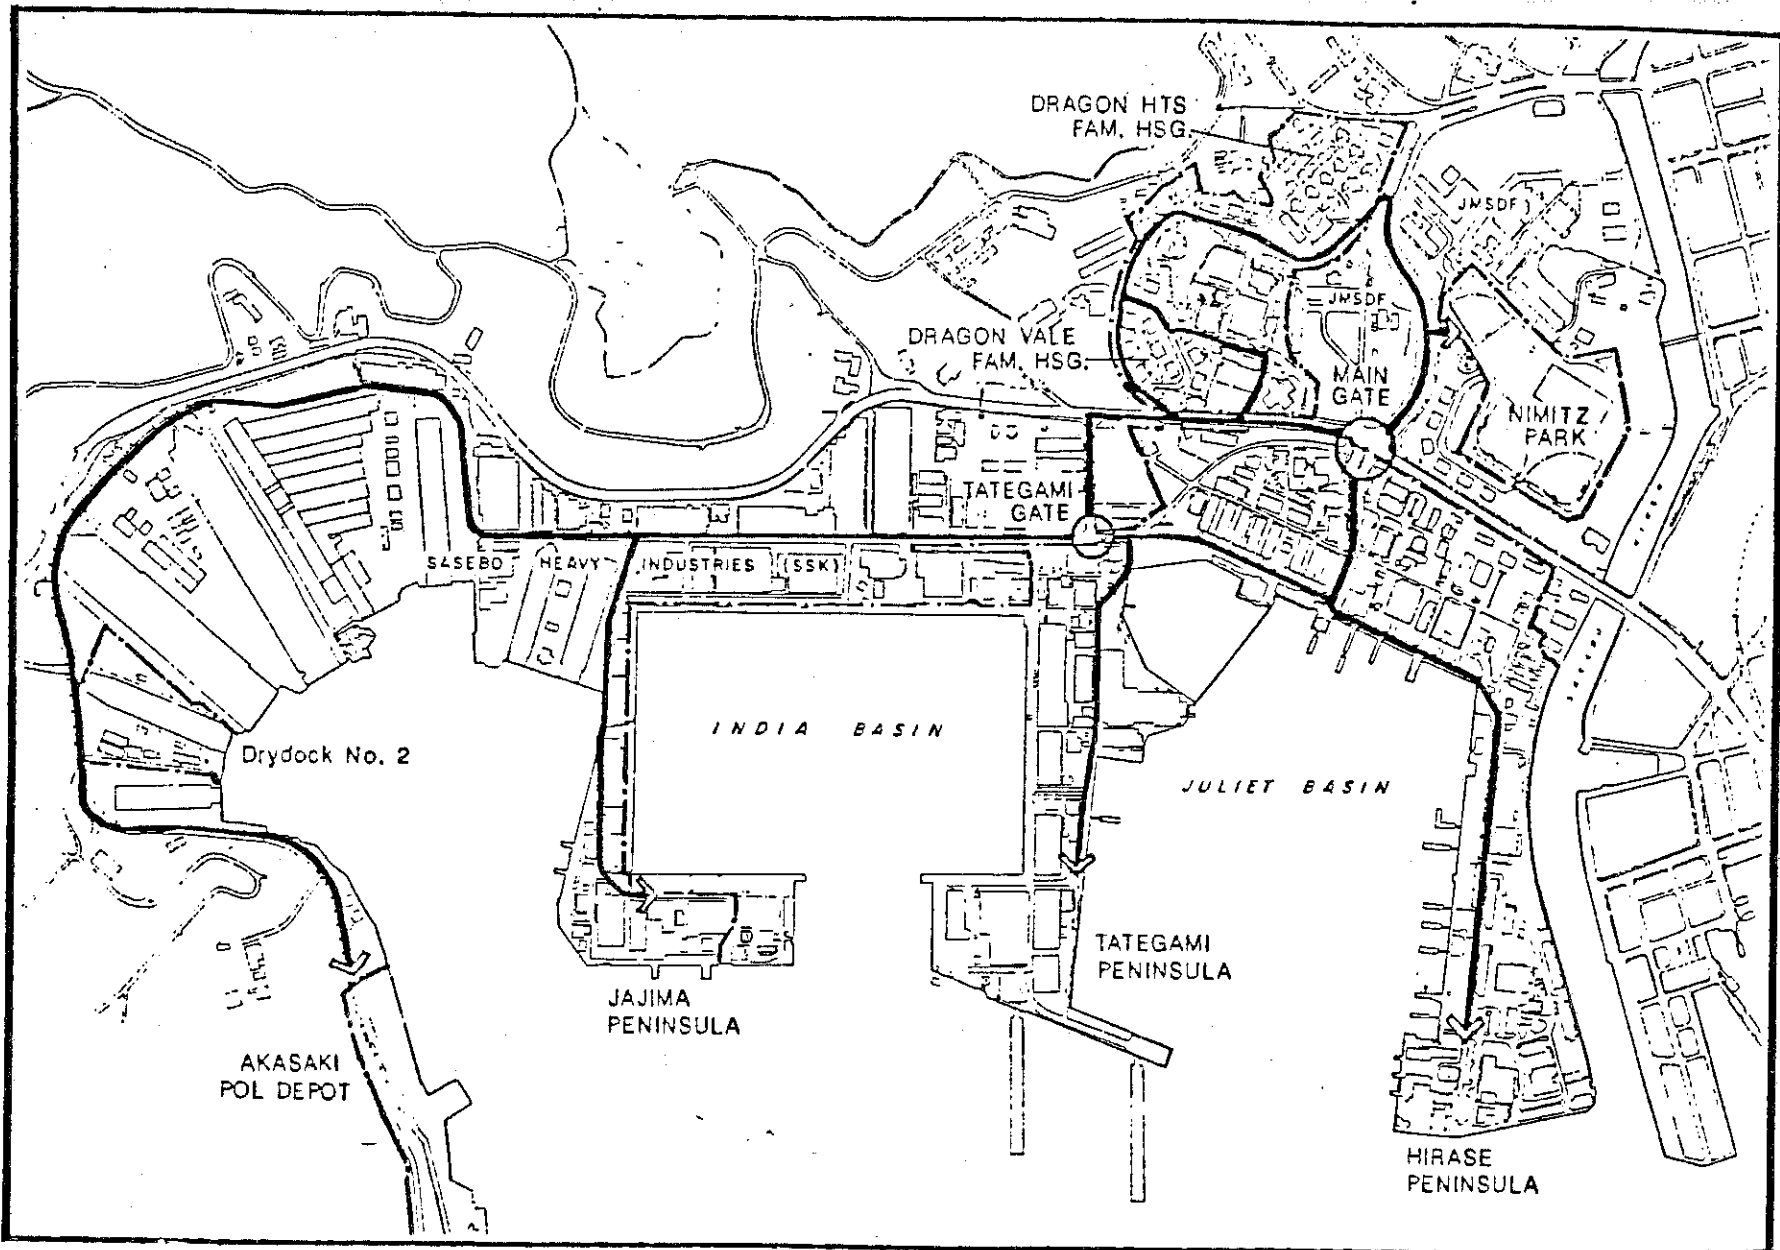 DRAGON HTS
FAM. HSG.
JMSDF
JMSDF
DRAGON VALE
FAM. HSG.
MAIN
GATE
NIMITZ
PARK
TATEGAMI
GATE
SASEBO HEAVY INDUSTRIES (SSK)
INDIA BASIN
Drydock No. 2
JULIET BASIN
TATEGAMI
PENINSULA
JAJIMA
PENINSULA
AKASAKI
POL DEPOT
HIRASE
PENINSULA